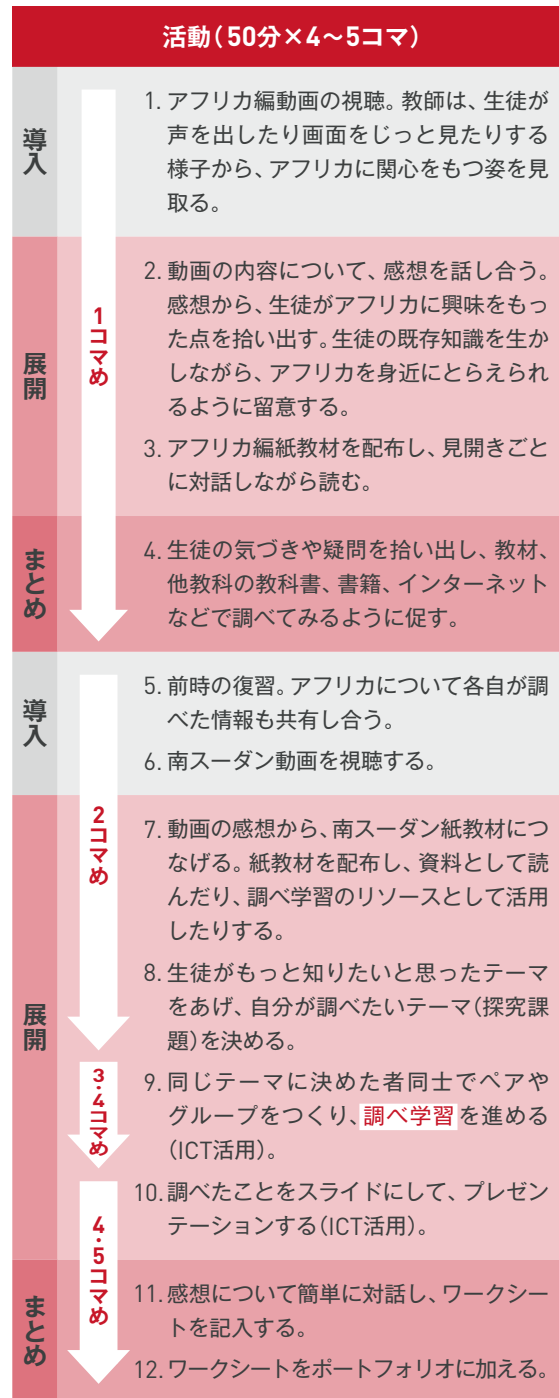 活動（50分×4〜5コマ）
導入
1コマめ
1. アフリカ編動画の視聴。教師は、生徒が
声を出したり画面をじっと見たりする
様子から、アフリカに関心をもつ姿を見
取る。
展開
2. 動画の内容について、感想を話し合う。
感想から、生徒がアフリカに興味をもっ
た点を拾い出す。生徒の既存知識を生か
しながら、アフリカを身近にとらえられ
るように留意する。
3. アフリカ編紙教材を配布し、見開きごと
に対話しながら読む。
まとめ
4. 生徒の気づきや疑問を拾い出し、教材、
他教科の教科書、書籍、インターネット
などで調べてみるように促す。
導入
2コマめ
5. 前時の復習。アフリカについて各自が調
べた情報も共有し合う。
6. 南スーダン動画を視聴する。
展開
7. 動画の感想から、南スーダン紙教材につ
なげる。紙教材を配布し、資料として読
んだり、調べ学習のリソースとして活用
したりする。
8. 生徒がもっと知りたいと思ったテーマ
をあげ、自分が調べたいテーマ（探究課
題）を決める。
3・4コマめ
9. 同じテーマに決めた者同士でペアや
グループをつくり、調べ学習を進める
（ICT活用）。
4・5コマめ
10. 調べたことをスライドにして、プレゼン
テーションする（ICT活用）。
まとめ
11. 感想について簡単に対話し、ワークシー
トを記入する。
12. ワークシートをポートフォリオに加える。